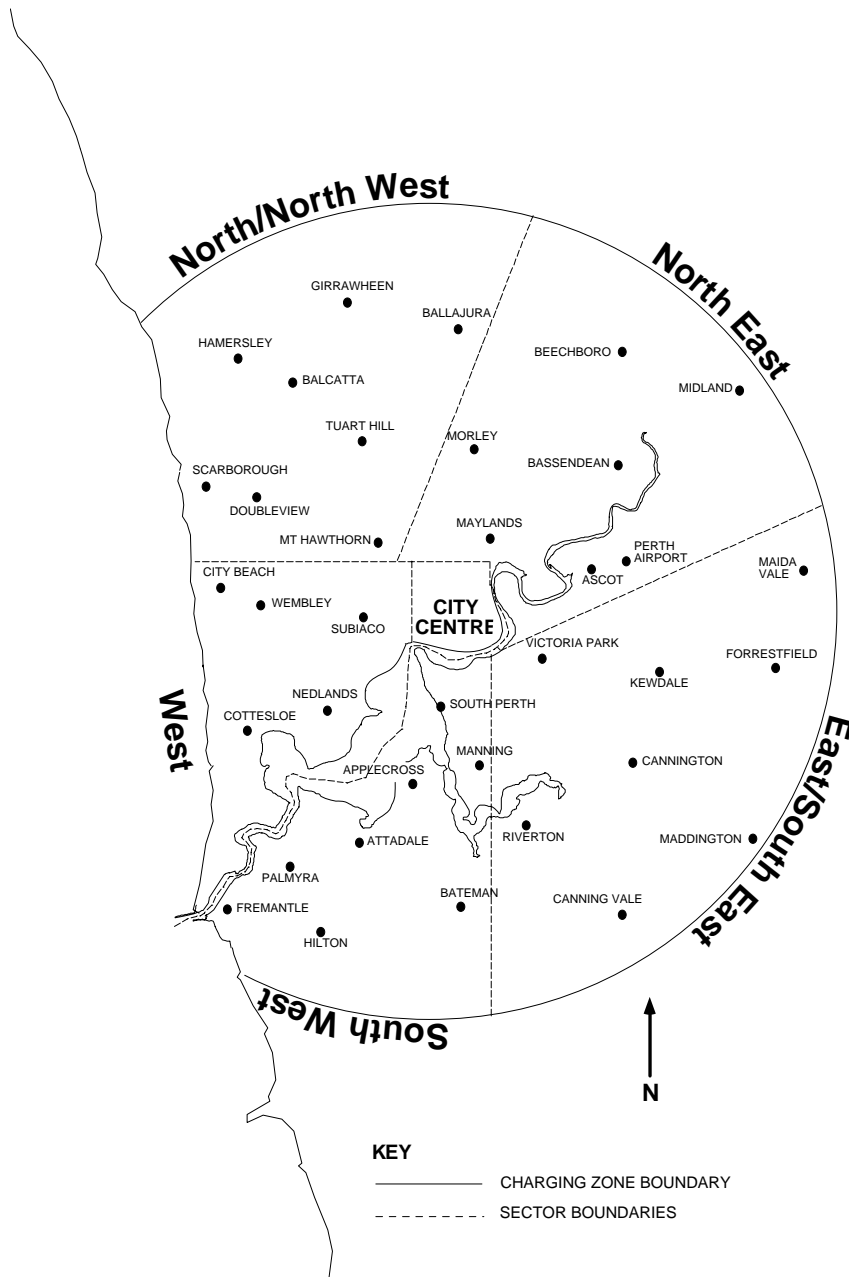 North/North West
North East
GIRRAWHEEN
BALLAJURA
HAMERSLEY
BEECHBORO
BALCATTA
MIDLAND
TUART HILL
MORLEY
SCARBOROUGH
BASSENDEAN
DOUBLEVIEW
MAYLANDS
MT HAWTHORN
PERTH
AIRPORT
MAIDA
VALE
CITY BEACH
ASCOT
WEMBLEY
CITY
CENTRE
SUBIACO
VICTORIA PARK
FORRESTFIELD
KEWDALE
NEDLANDS
SOUTH PERTH
West
COTTESLOE
MANNING
CANNINGTON
APPLECROSS
East/South East
RIVERTON
MADDINGTON
ATTADALE
PALMYRA
BATEMAN
CANNING VALE
FREMANTLE
HILTON
South West
N
KEY
CHARGING ZONE BOUNDARY
SECTOR BOUNDARIES